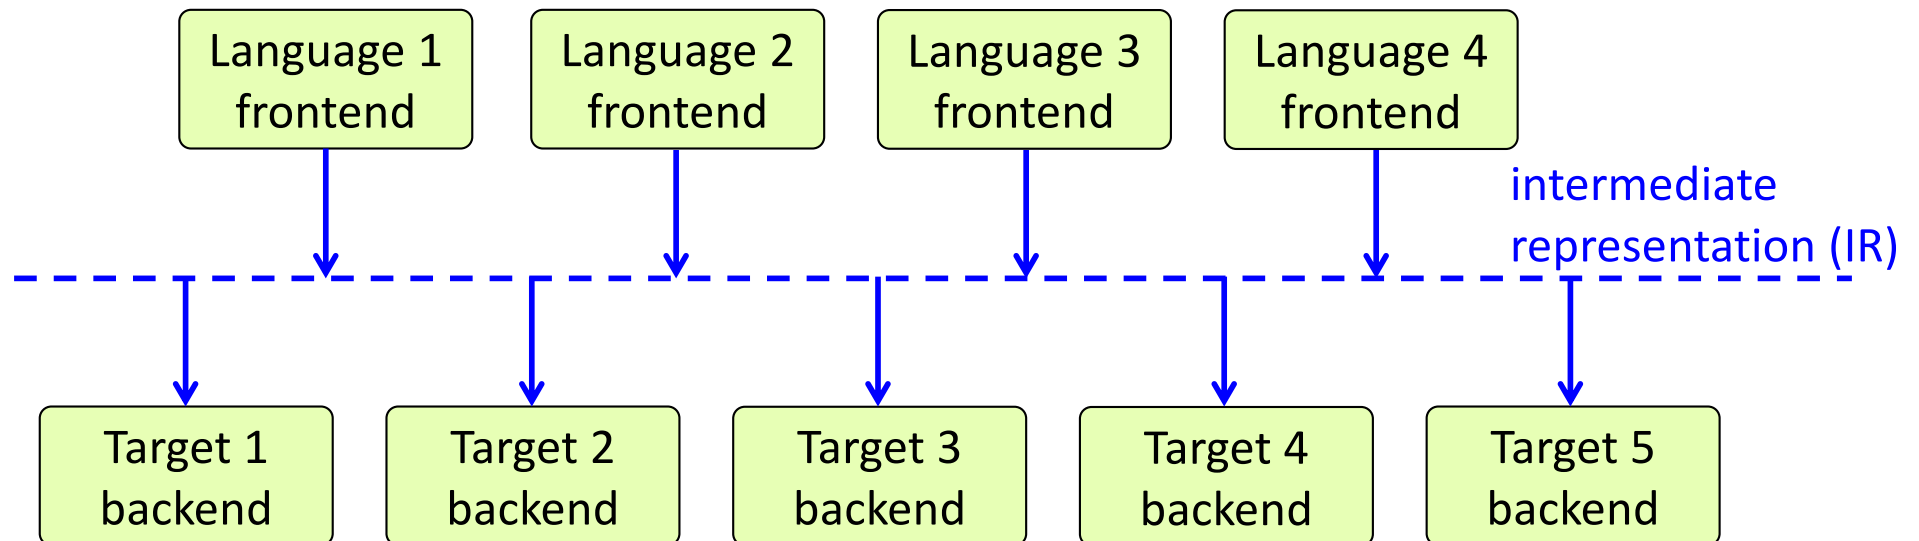 Language 1
frontend
Language 2
frontend
Language 3
frontend
Language 4
frontend
intermediate
representation (IR)
Target 1
backend
Target 2
backend
Target 3
backend
Target 4
backend
Target 5
backend